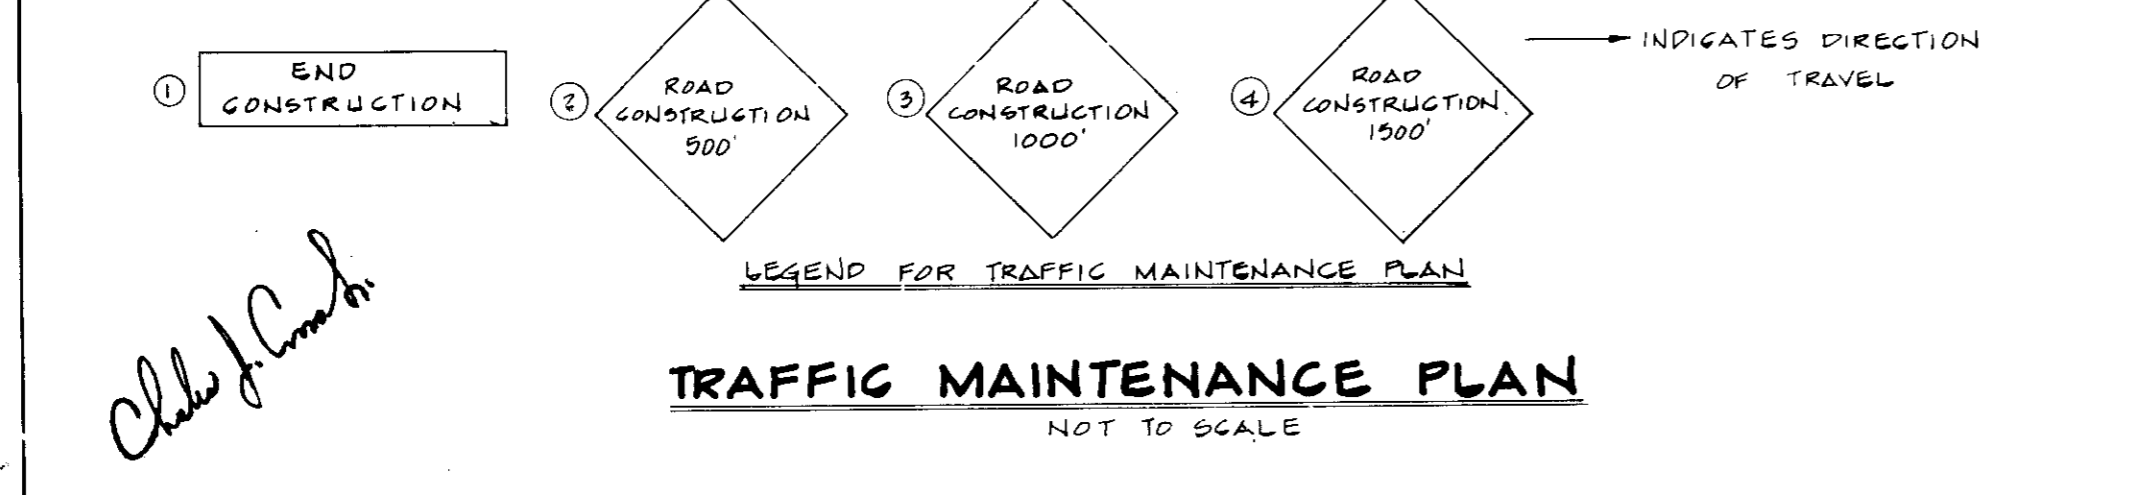 ① END
CONSTRUCTION
② ROAD
CONSTRUCTION
500'
③ ROAD
CONSTRUCTION
1000'
④ ROAD
CONSTRUCTION
1500'
INDICATES DIRECTION
OF TRAVEL
LEGEND FOR TRAFFIC MAINTENANCE PLAN
TRAFFIC MAINTENANCE PLAN
NOT TO SCALE